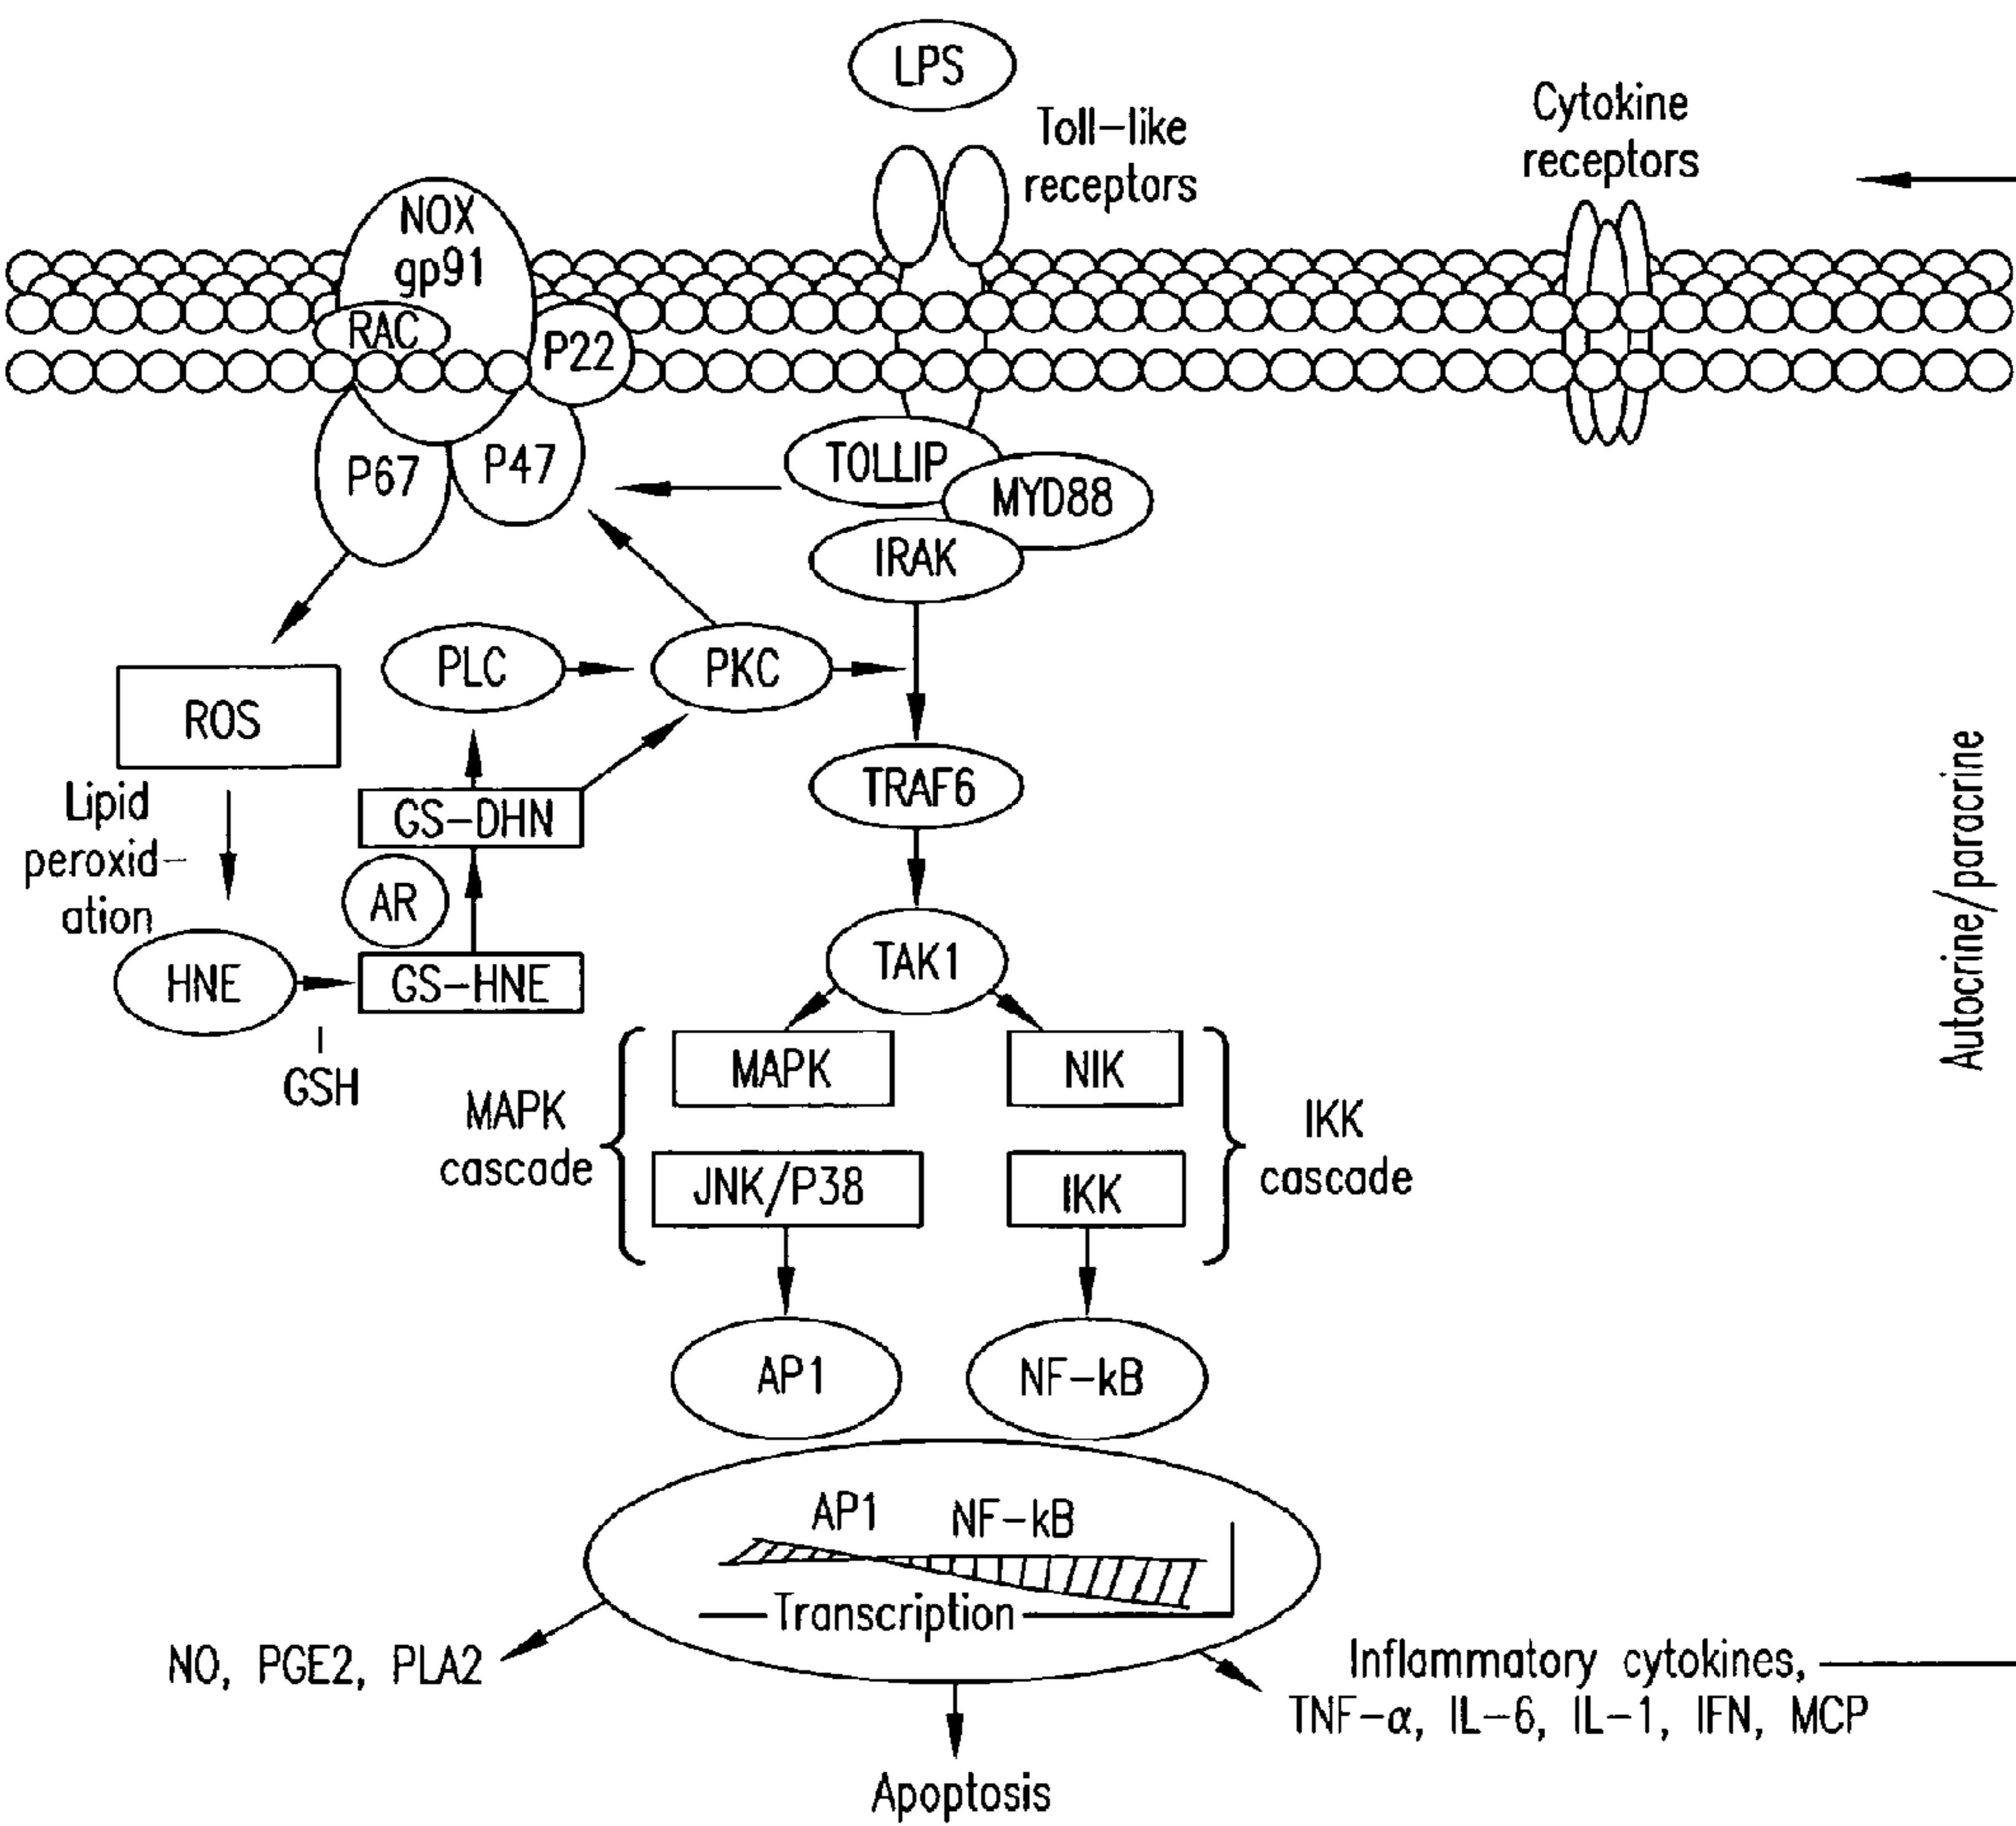 LPS
Toll-like
receptors
Cytokine
receptors
NOX
gp91
RAC
P22
P67
P47
TOLLIP
MYD88
IRAK
PLC
PKC
ROS
TRAF6
Lipid
peroxid-
ation
GS-DHN
AR
HNE
GS-HNE
GSH
TAK1
Autocrine/paracrine
MAPK
NIK
MAPK
cascade
IKK
cascade
JNK/P38
IKK
AP1
NF-kB
AP1
NF-kB
Transcription
NO, PGE2, PLA2
Inflammatory cytokines,
TNF-α, IL-6, IL-1, IFN, MCP
Apoptosis